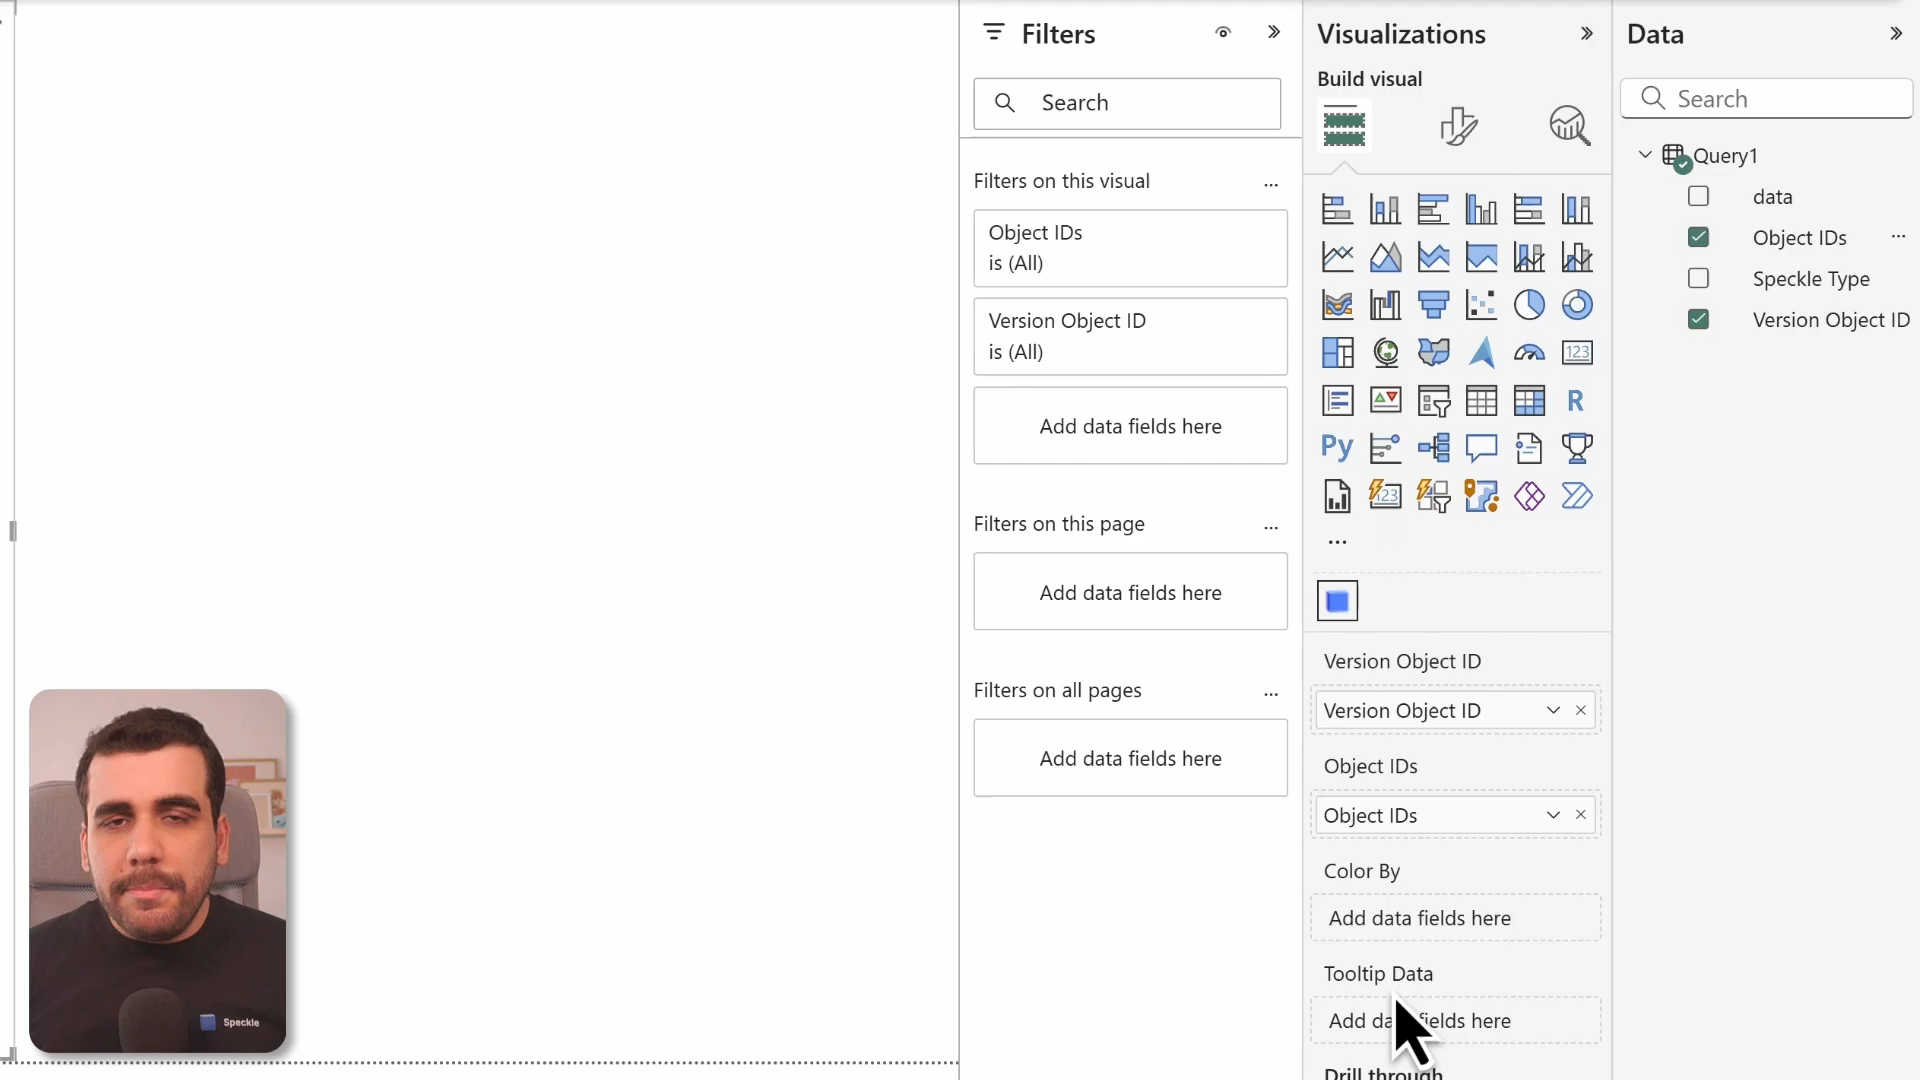 Filters
Search
Filters on this visual
...
Object IDs
is (All)
Version Object ID
is (All)
Add data fields here
Filters on this page
...
Add data fields here
Filters on all pages
...
Add data fields here
Visualizations
Build visual
123
R
Py
123
...
Version Object ID
Version Object ID
Object IDs
Object IDs
Color By
Add data fields here
Tooltip Data
Add data fields here
Drill through
Data
Search
Query1
data
Object IDs
...
Speckle Type
Version Object ID
Speckle